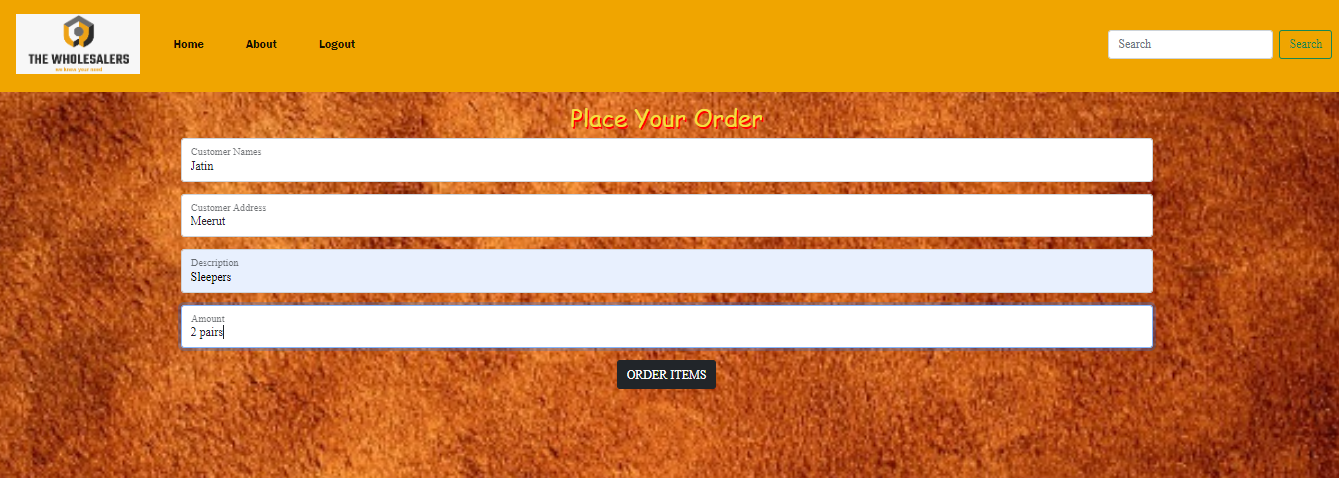 THE WHOLESALERS
we know your need
Home About Logout
Search Search
Place Your Order
Customer Names
Jatin
Customer Address
Meerut
Description
Sleepers
Amount
2 pairs
ORDER ITEMS